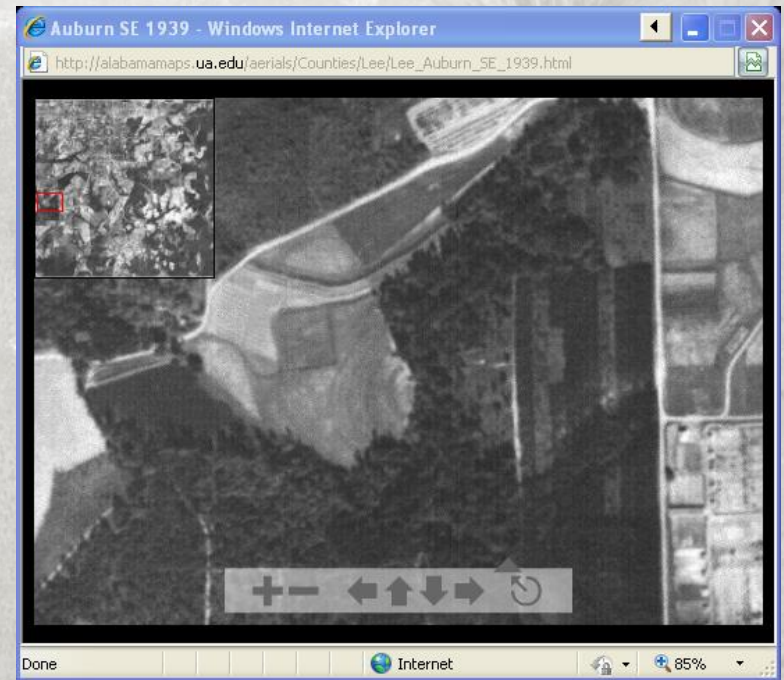 Auburn SE 1939 - Windows Internet Explorer
http://alabamamaps.ua.edu/aerials/Counties/Lee/Lee_Auburn_SE_1939.html
Done
Internet
85%